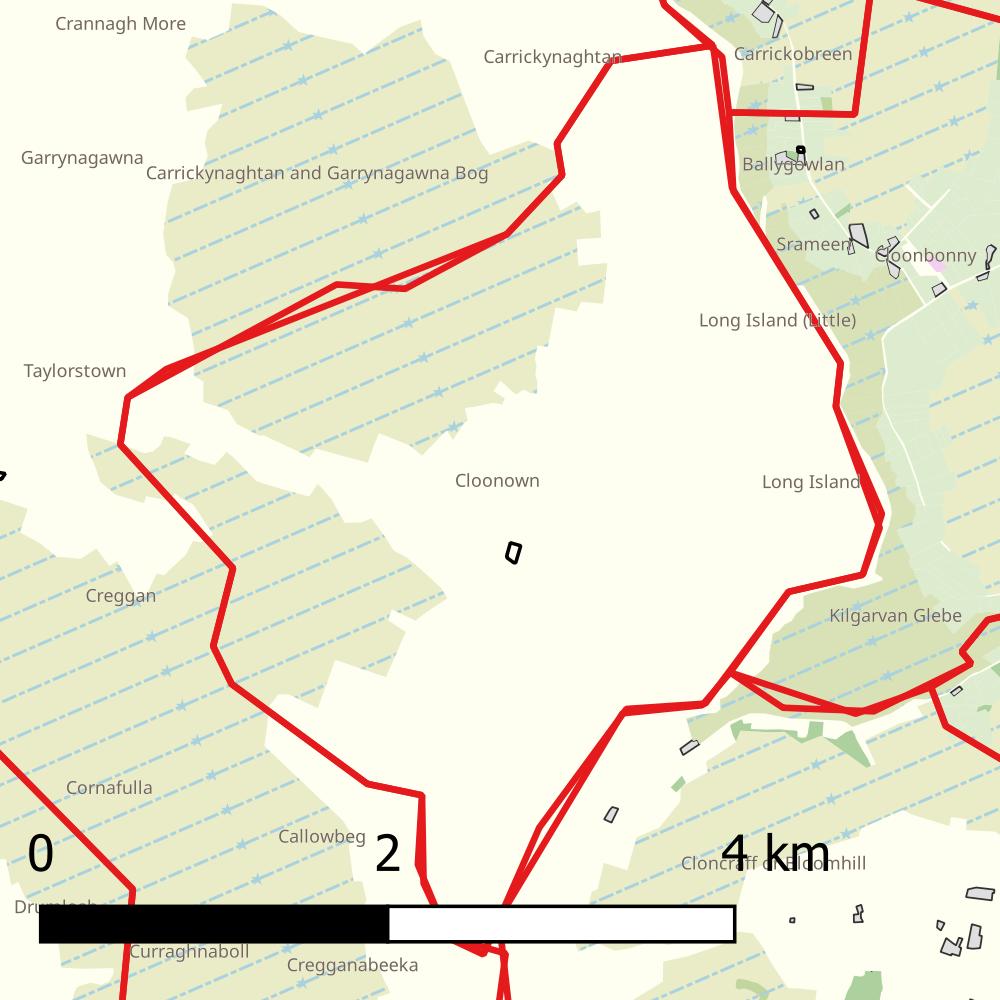 Crannagh More
Carrickynaghtan
Carrickobreen
Garrynagawna
Carrickynaghtan and Garrynagawna Bog
Ballygowlan
Srameen
Cloonbonny
Long Island (Little)
Taylorstown
Cloonown
Long Island
Creggan
Kilgarvan Glebe
Cornafulla
Callowbeg
0 2 4 km
Cloncraff or Bloomhill
Drumlosh
Curraghnaboll
Cregganabeeka